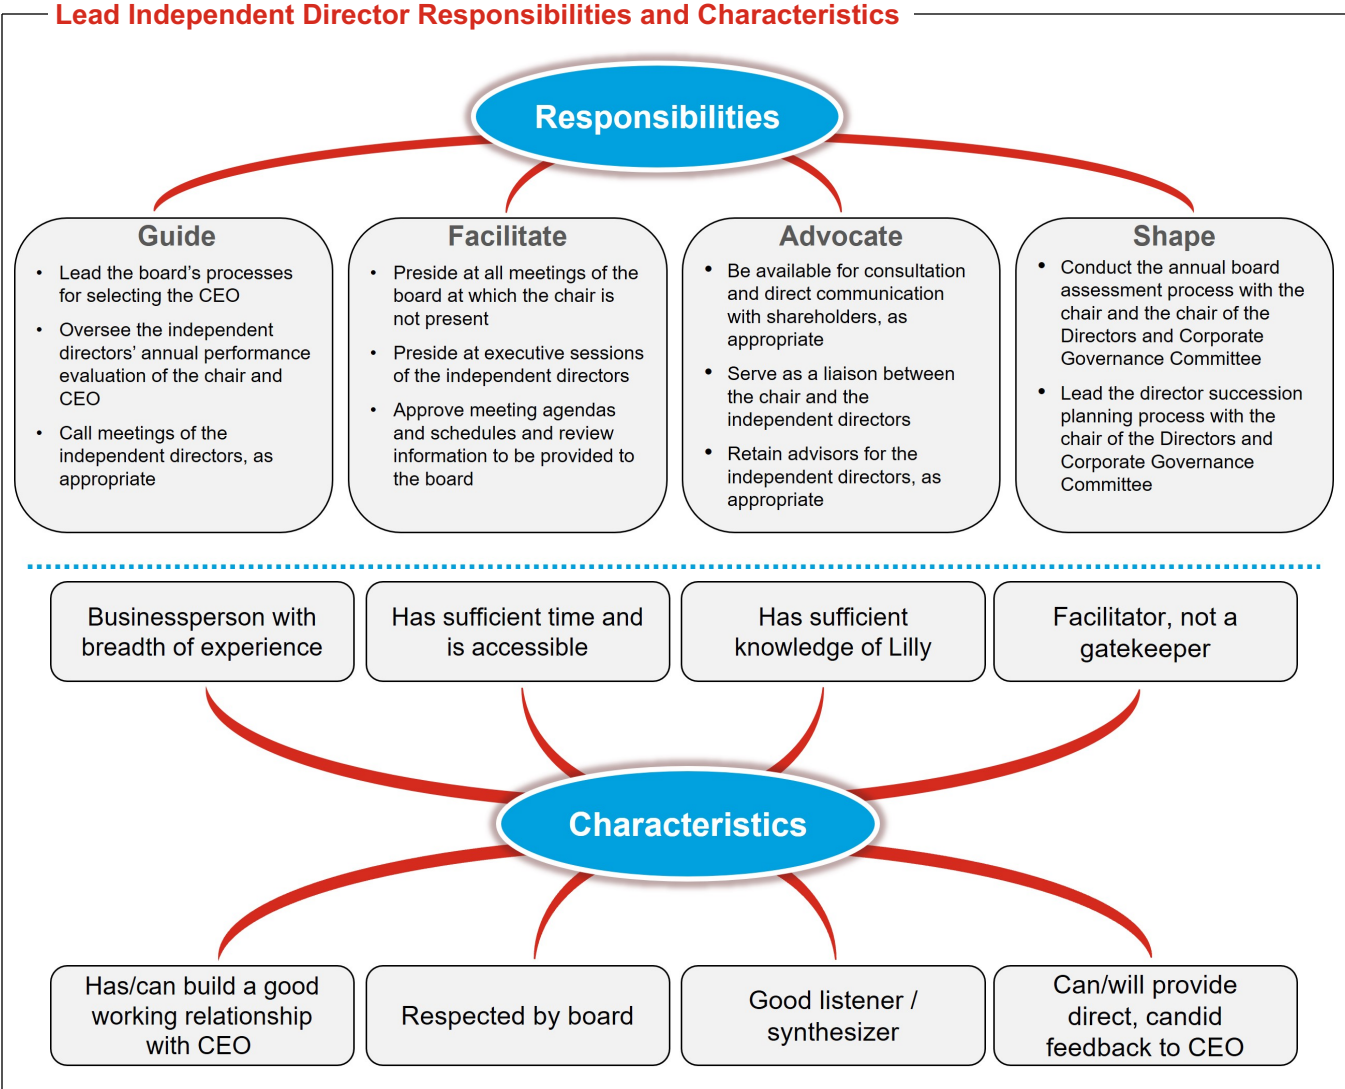 Lead Independent Director Responsibilities and Characteristics
Responsibilities
Guide
• Lead the board’s processes
for selecting the CEO
• Oversee the independent
directors’ annual performance
evaluation of the chair and
CEO
• Call meetings of the
independent directors, as
appropriate
Facilitate
• Preside at all meetings of the
board at which the chair is
not present
• Preside at executive sessions
of the independent directors
• Approve meeting agendas
and schedules and review
information to be provided to
the board
Advocate
• Be available for consultation
and direct communication
with shareholders, as
appropriate
• Serve as a liaison between
the chair and the
independent directors
• Retain advisors for the
independent directors, as
appropriate
Shape
• Conduct the annual board
assessment process with the
chair and the chair of the
Directors and Corporate
Governance Committee
• Lead the director succession
planning process with the
chair of the Directors and
Corporate Governance
Committee
Businessperson with
breadth of experience
Has sufficient time and
is accessible
Has sufficient
knowledge of Lilly
Facilitator, not a
gatekeeper
Characteristics
Has/can build a good
working relationship
with CEO
Respected by board
Good listener /
synthesizer
Can/will provide
direct, candid
feedback to CEO